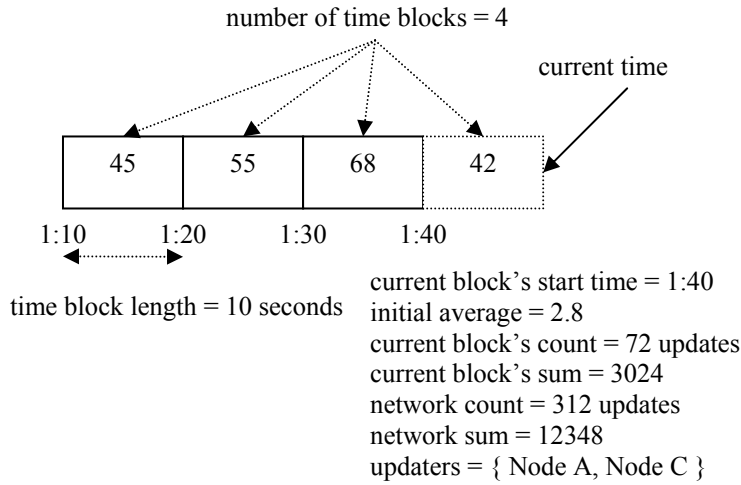 number of time blocks = 4
current time
45 55 68 42
1:10 1:20 1:30 1:40
time block length = 10 seconds
current block's start time = 1:40
initial average = 2.8
current block's count = 72 updates
current block's sum = 3024
network count = 312 updates
network sum = 12348
updaters = { Node A, Node C }